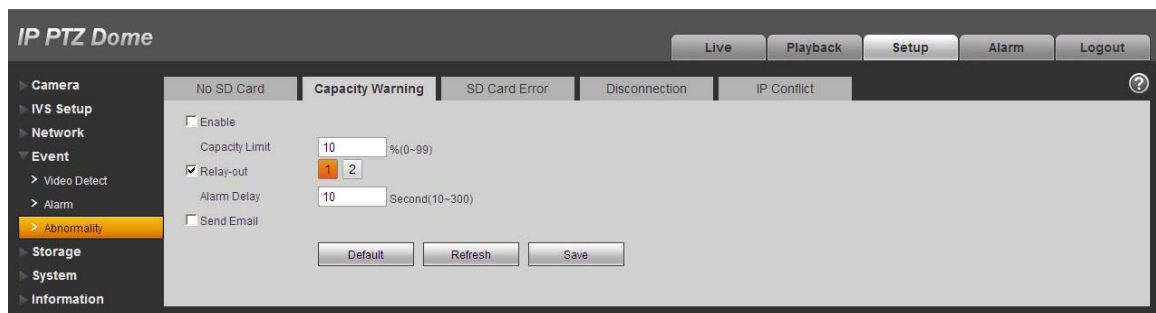 IP PTZ Dome
Live Playback Setup Alarm Logout
Camera
IVS Setup
Network
Event
Video Detect
Alarm
Abnormality
Storage
System
Information
No SD Card Capacity Warning SD Card Error Disconnection IP Conflict ?
Enable
Capacity Limit 10 %(0~99)
Relay-out 1 2
Alarm Delay 10 Second(10~300)
Send Email
Default Refresh Save